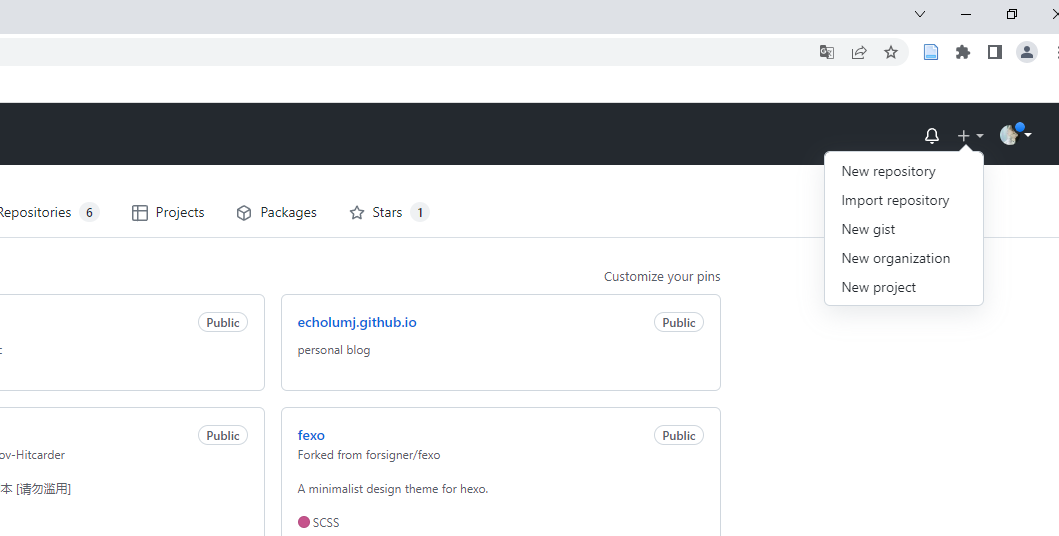 New repository
Import repository
New gist
New organization
New project
Repositories 6 Projects Packages Stars 1
Customize your pins
Public
echolumj.github.io Public
personal blog
Public
ov-Hitcarder
本 [请勿滥用]
fexo Public
Forked from forsigner/fexo
A minimalist design theme for hexo.
SCSS